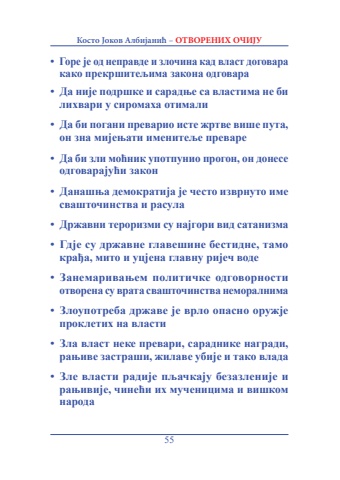 Косто Јоков Албијанић – ОТВОРЕНИХ ОЧИЈУ
• Горе је од неправде и злочина кад власт договара
како прекршитељима закона одговара
• Да није подршке и сарадње са властима не би
лихвари у сиромаха отимали
• Да би погани преварио исте жртве више пута,
он зна мијењати именитеље преваре
• Да би зли моћник употпунио прогон, он донесе
одговарајући закон
• Данашња демократија је често изврнуто име
свашточинства и расула
• Државни тероризми су најгори вид сатанизма
• Гдје су државне главешине бестидне, тамо
крађа, мито и уцјена главну ријеч воде
• Занемаривањем политичке одговорности
отворена су врата свашточинства неморалнима
• Злоупотреба државе је врло опасно оружје
проклетих на власти
• Зла власт неке превари, сараднике награди,
рањиве застраши, жилаве убије и тако влада
• Зле власти радије пљачкају безазленије и
рањивије, чинећи их мученицима и вишком
народа
55